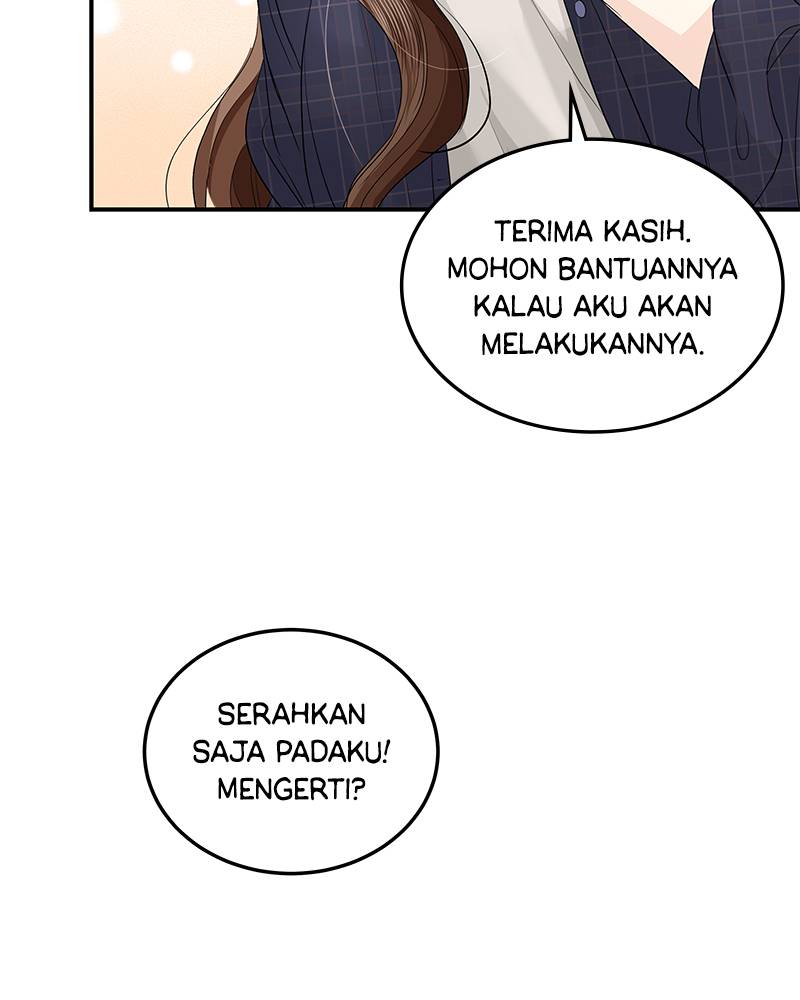 TERIMA KASIH.
MOHON BANTUANNYA
KALAU AKU AKAN
MELAKUKANNYA.
SERAHKAN
SAJA PADAKU!
MENGERTI?